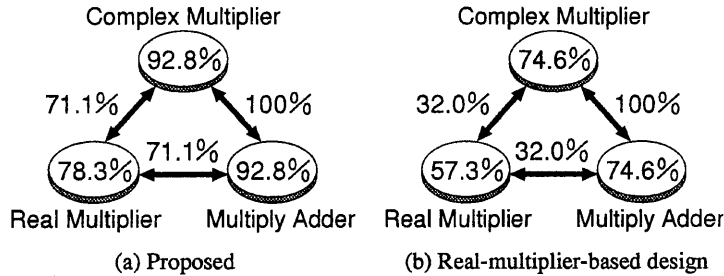 Complex Multiplier
92.8%
71.1%
100%
78.3%
71.1%
92.8%
Real Multiplier
Multiply Adder
(a) Proposed
Complex Multiplier
74.6%
32.0%
100%
57.3%
32.0%
74.6%
Real Multiplier
Multiply Adder
(b) Real-multiplier-based design